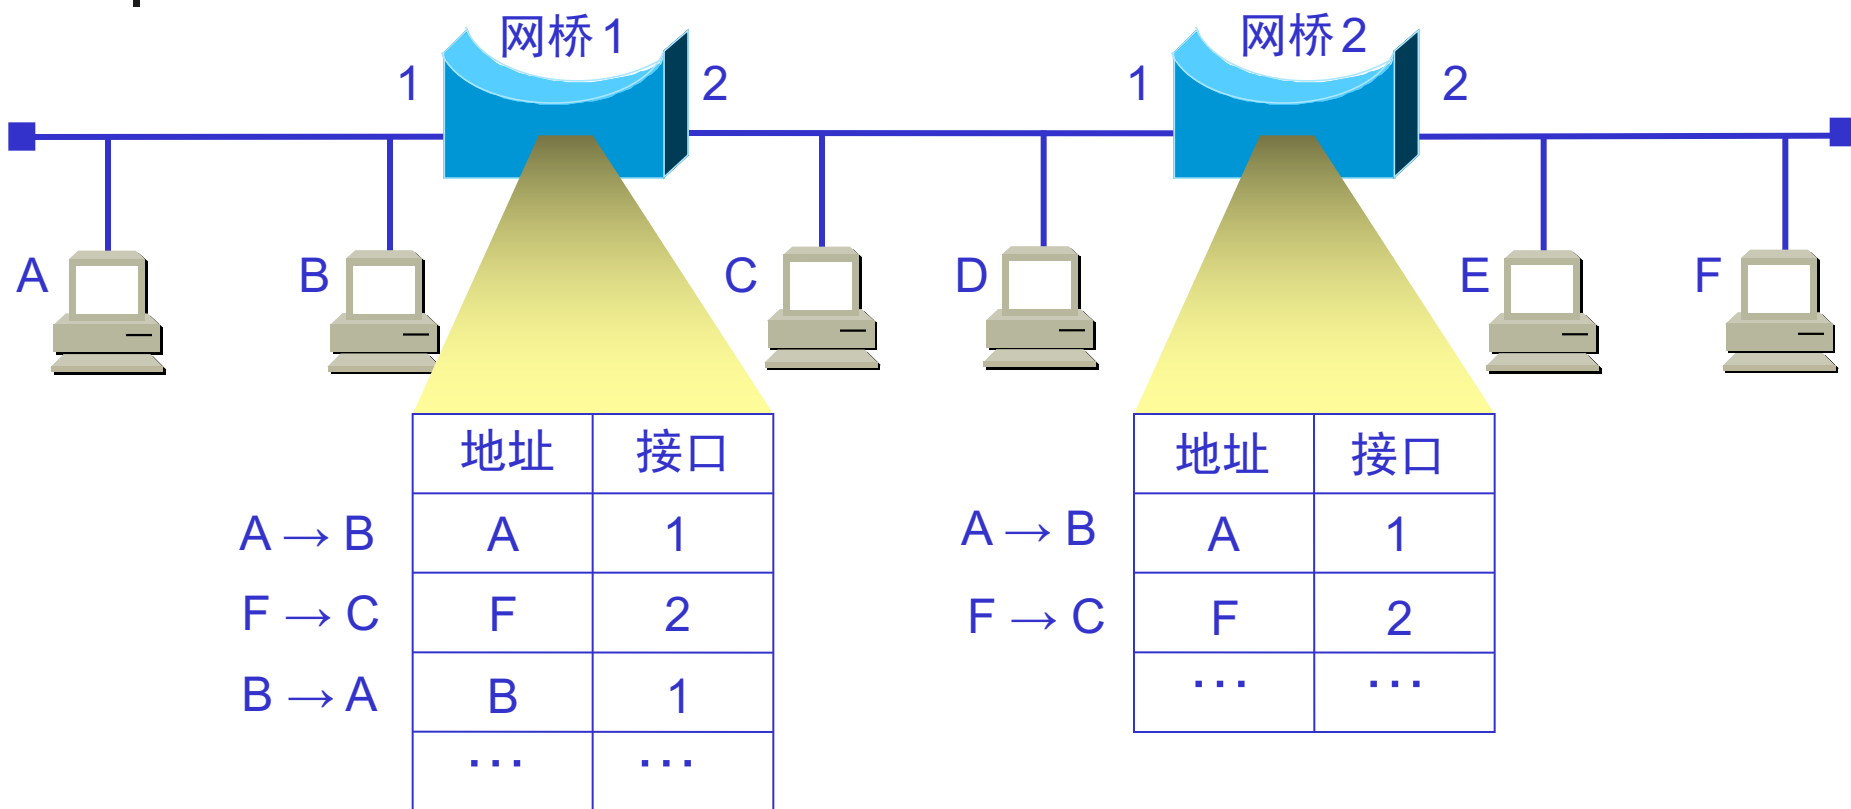 网桥 1
网桥 2
1
2
1
2
A
B
C
D
E
F
地址 接口
A → B A 1
F → C F 2
B → A B 1
... ...
地址 接口
A → B A 1
F → C F 2
... ...